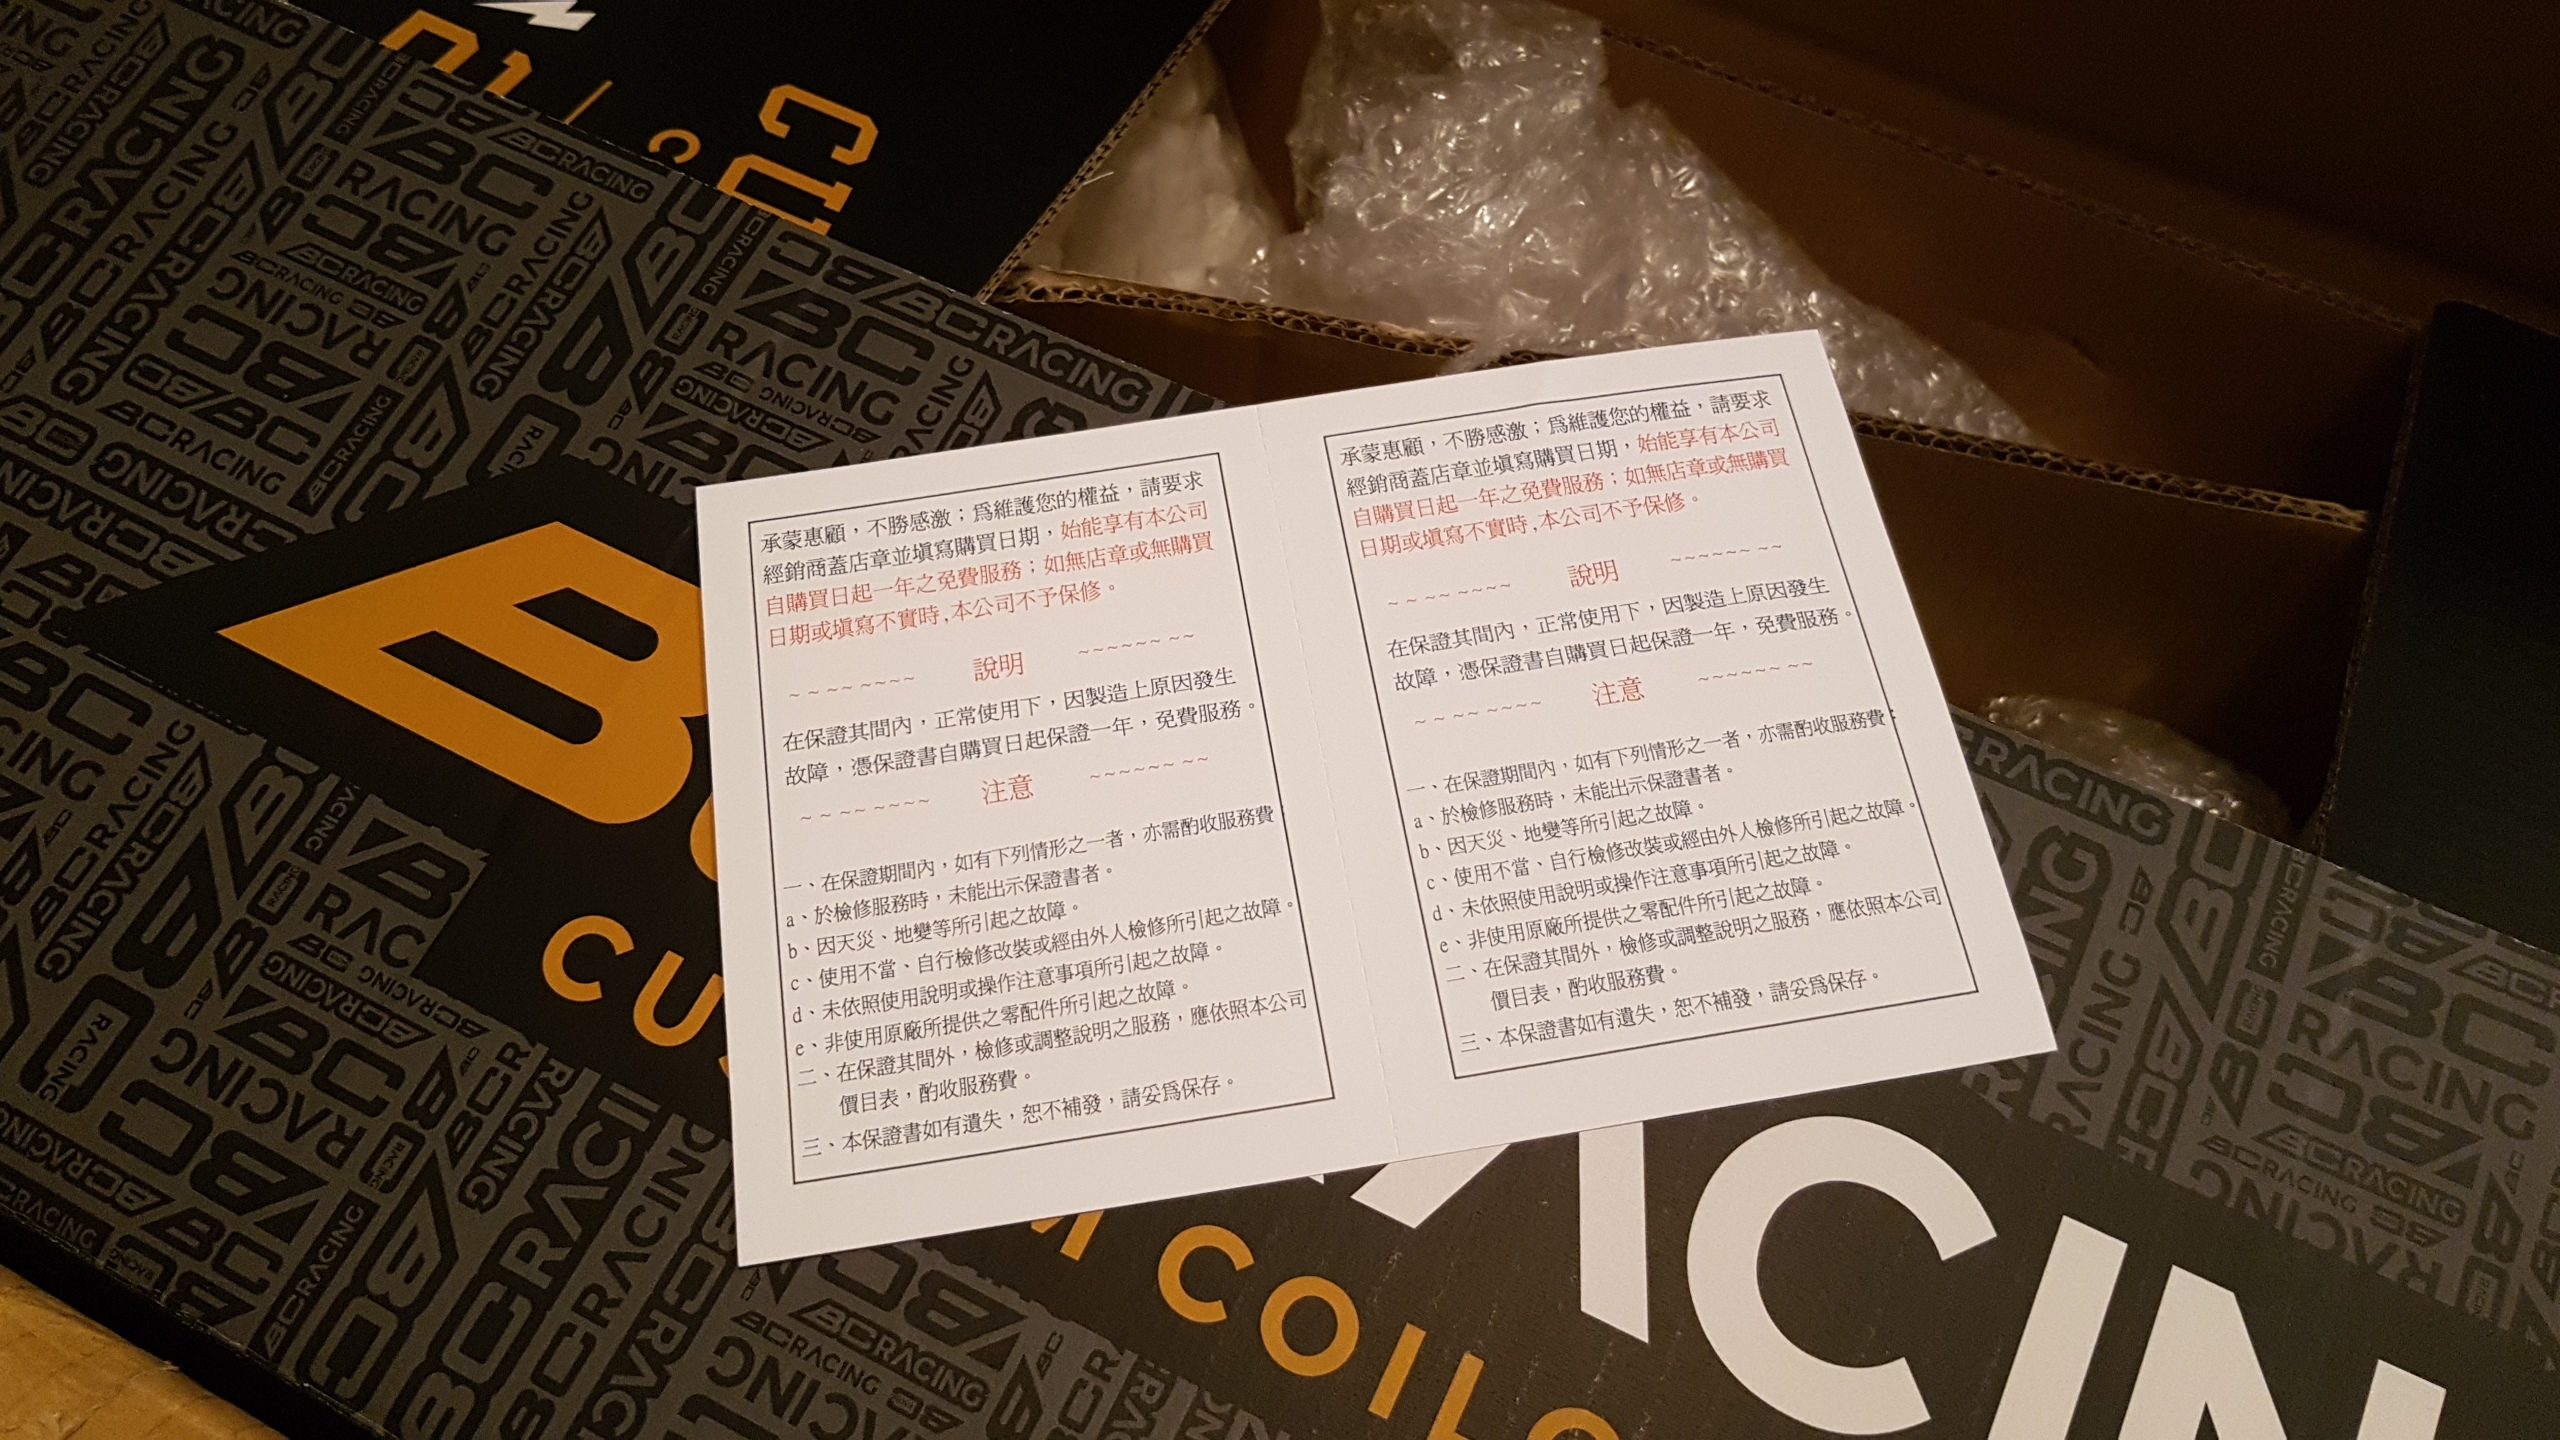 承蒙惠顧，不勝感激；爲維護您的權益，請要求
經銷商蓋店章並填寫購買日期，始能享有本公司
自購買日起一年之免費服務；如無店章或無購買
日期或填寫不實時,本公司不予保修。
~ ~ ~~ ~~~~ 說明 ~~~~~~ ~~
在保證其間內，正常使用下，因製造上原因發生
故障，憑保證書自購買日起保證一年，免費服務。
~ ~ ~~ ~~~~ 注意 ~~~~~~ ~~
一、在保證期間內，如有下列情形之一者，亦需酌收服務費：
a、於檢修服務時，未能出示保證書者。
b、因天災、地變等所引起之故障。
c、使用不當、自行檢修改裝或經由外人檢修所引起之故障。
d、未依照使用說明或操作注意事項所引起之故障。
e、非使用原廠所提供之零配件所引起之故障。
二、在保證其間外，檢修或調整說明之服務，應依照本公司
價目表，酌收服務費。
三、本保證書如有遺失，恕不補發，請妥爲保存。
承蒙惠顧，不勝感激；爲維護您的權益，請要求
經銷商蓋店章並填寫購買日期，始能享有本公司
自購買日起一年之免費服務；如無店章或無購買
日期或填寫不實時,本公司不予保修。
~ ~ ~~ ~~~~ 說明 ~~~~~~ ~~
在保證其間內，正常使用下，因製造上原因發生
故障，憑保證書自購買日起保證一年，免費服務。
~ ~ ~~ ~~~~ 注意 ~~~~~~ ~~
一、在保證期間內，如有下列情形之一者，亦需酌收服務費：
a、於檢修服務時，未能出示保證書者。
b、因天災、地變等所引起之故障。
c、使用不當、自行檢修改裝或經由外人檢修所引起之故障。
d、未依照使用說明或操作注意事項所引起之故障。
e、非使用原廠所提供之零配件所引起之故障。
二、在保證其間外，檢修或調整說明之服務，應依照本公司
價目表，酌收服務費。
三、本保證書如有遺失，恕不補發，請妥爲保存。
BC RACING
BCRACING
RACING